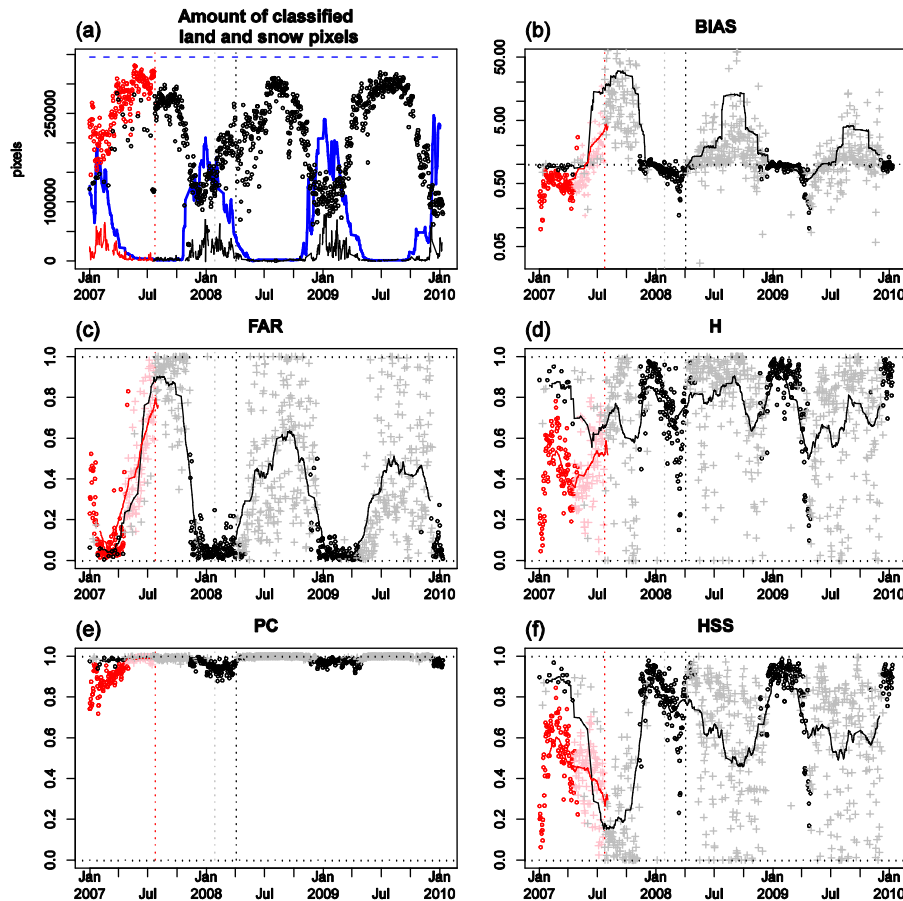 (a)
Amount of classified
land and snow pixels
pixels
250000
100000
0
Jan
2007
Jul
Jan
2008
Jul
Jan
2009
Jul
Jan
2010
(b)
BIAS
50.00
5.00
0.50
0.05
Jan
2007
Jul
Jan
2008
Jul
Jan
2009
Jul
Jan
2010
(c)
FAR
1.0
0.8
0.6
0.4
0.2
0.0
Jan
2007
Jul
Jan
2008
Jul
Jan
2009
Jul
Jan
2010
(d)
H
1.0
0.8
0.6
0.4
0.2
0.0
Jan
2007
Jul
Jan
2008
Jul
Jan
2009
Jul
Jan
2010
(e)
PC
1.0
0.8
0.6
0.4
0.2
0.0
Jan
2007
Jul
Jan
2008
Jul
Jan
2009
Jul
Jan
2010
(f)
HSS
1.0
0.8
0.6
0.4
0.2
0.0
Jan
2007
Jul
Jan
2008
Jul
Jan
2009
Jul
Jan
2010